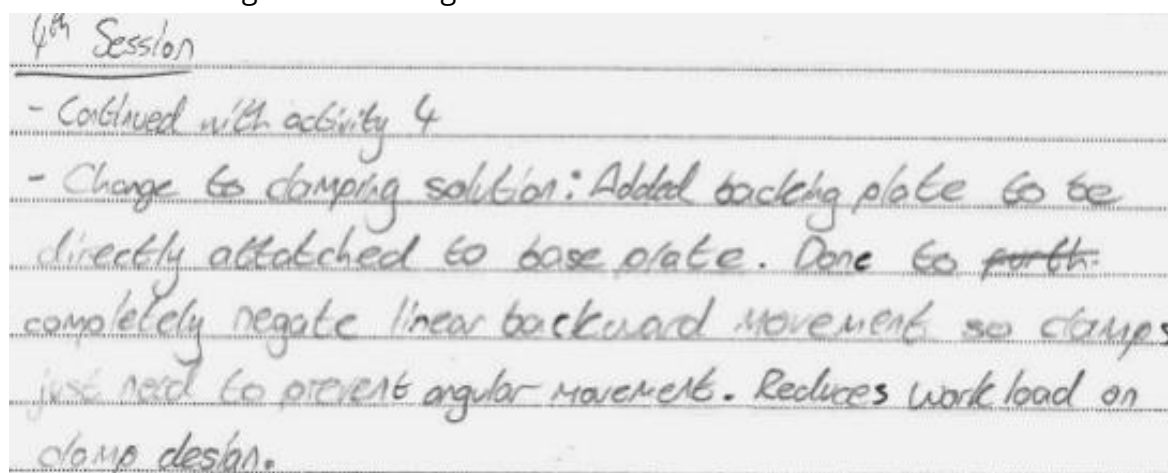 4th Session
- Continued with activity 4
- Change to clamping solution: Added backing plate to be
directly attatched to base plate. Done to
completely negate linear backward movement so clamps
just need to prevent angular movement. Reduces work load on
clamp design.